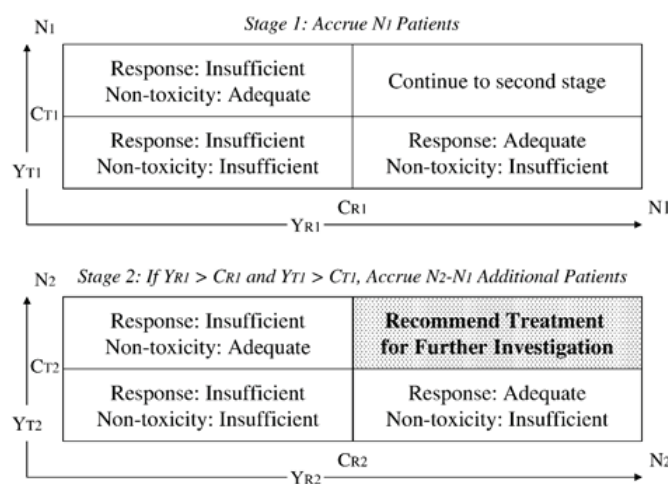 Stage 1: Accrue N1 Patients
N1
Response: Insufficient
Non-toxicity: Adequate
Continue to second stage
CT1
Response: Insufficient
Non-toxicity: Insufficient
Response: Adequate
Non-toxicity: Insufficient
YT1
CR1
N1
YR1
Stage 2: If YR1 > CR1 and YT1 > CT1, Accrue N2-N1 Additional Patients
N2
Response: Insufficient
Non-toxicity: Adequate
Recommend Treatment
for Further Investigation
CT2
Response: Insufficient
Non-toxicity: Insufficient
Response: Adequate
Non-toxicity: Insufficient
YT2
CR2
N2
YR2